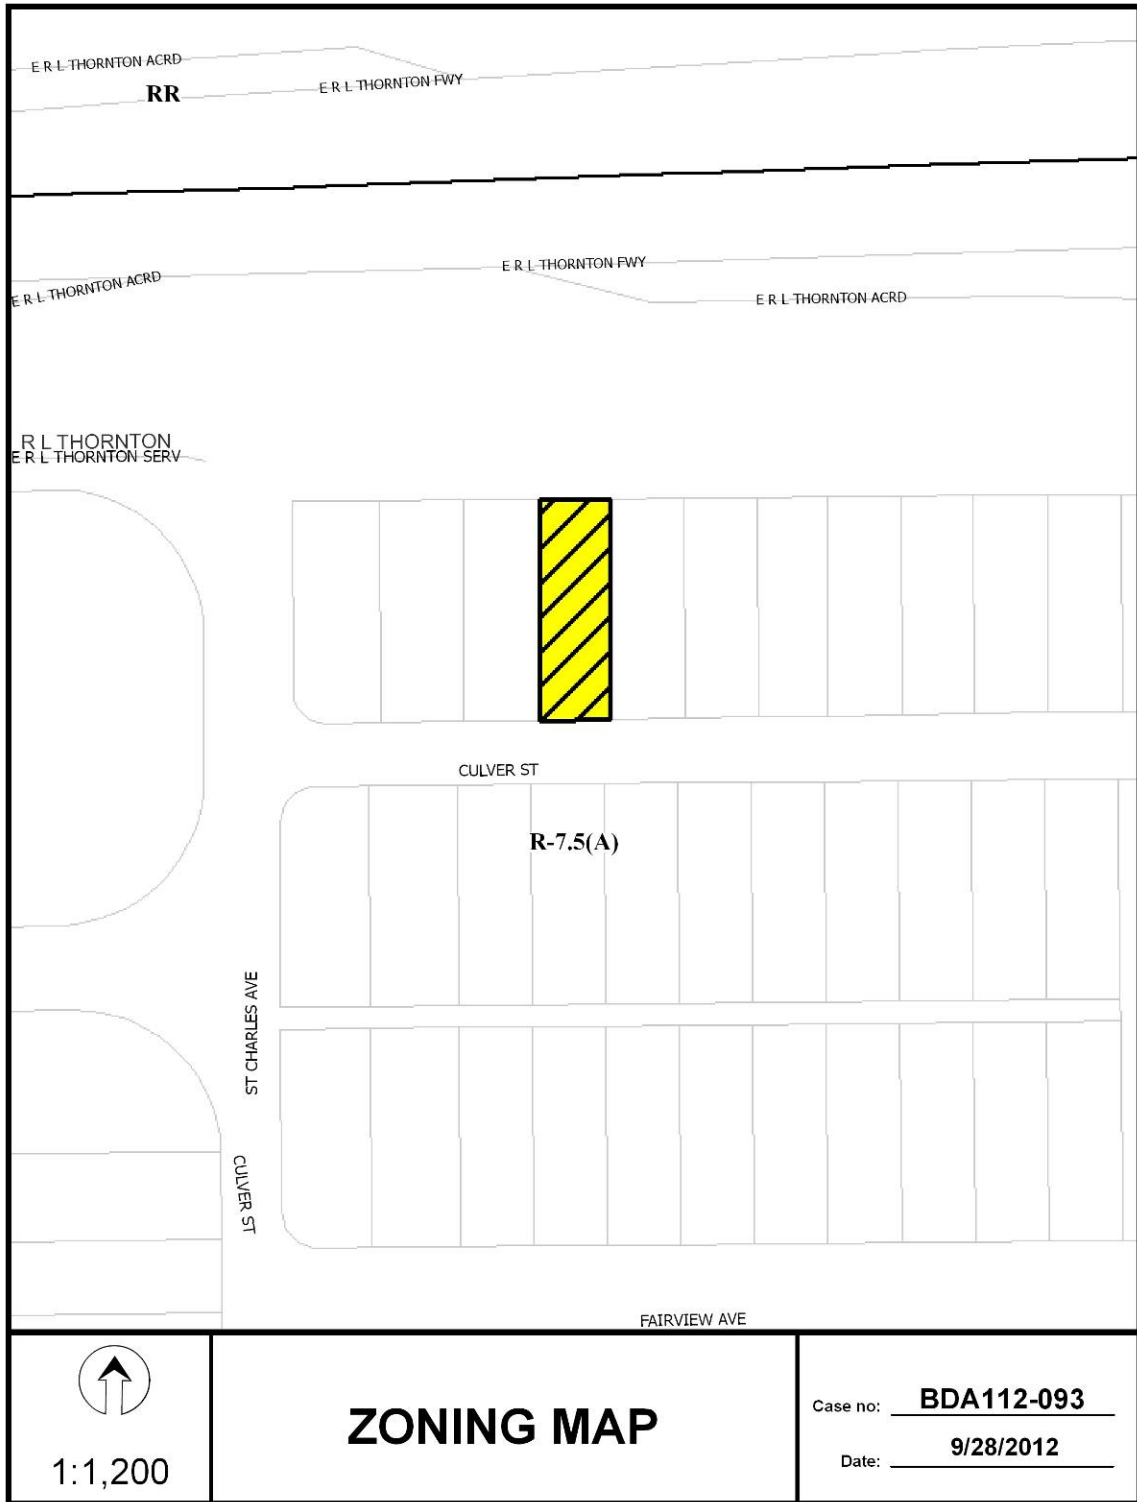 E R L THORNTON ACRD
RR
E R L THORNTON FWY
E R L THORNTON FWY
E R L THORNTON ACRD
E R L THORNTON ACRD
R L THORNTON
E R L THORNTON SERV
CULVER ST
R-7.5(A)
ST CHARLES AVE
CULVER ST
FAIRVIEW AVE
1:1,200
ZONING MAP
Case no: BDA112-093
Date: 9/28/2012